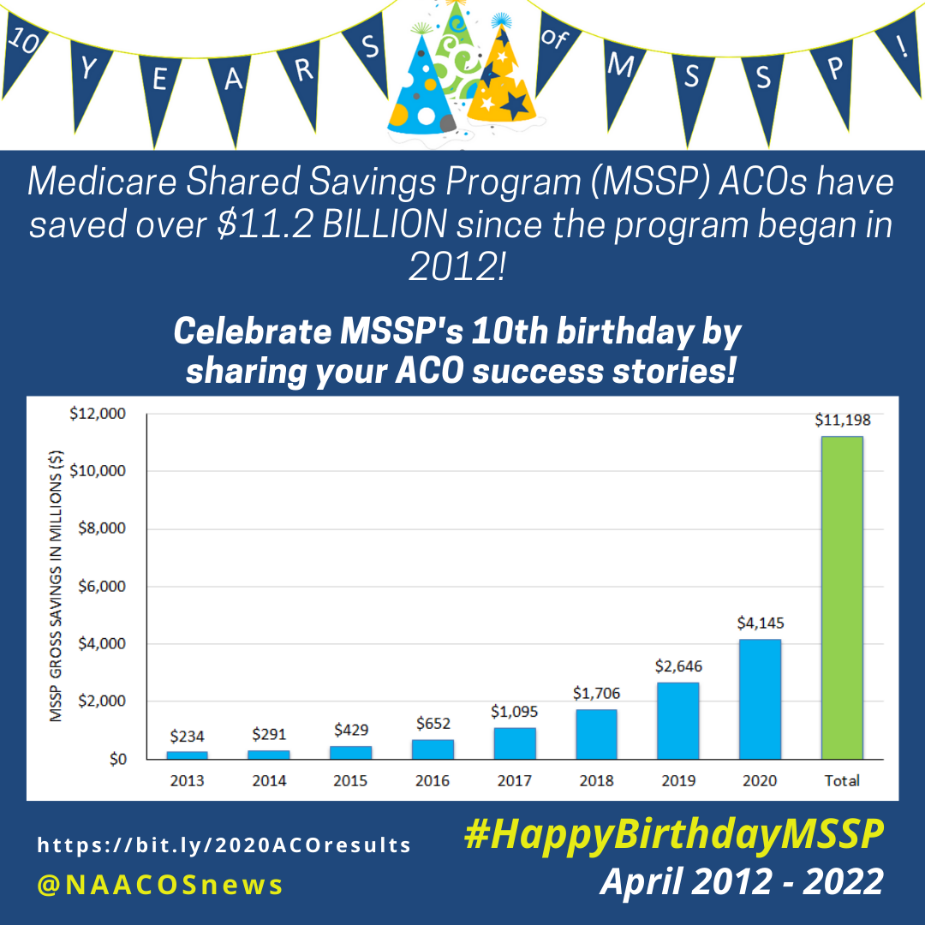 10 YEARS of MSSP!
Medicare Shared Savings Program (MSSP) ACOs have
saved over $11.2 BILLION since the program began in
2012!
Celebrate MSSP's 10th birthday by
sharing your ACO success stories!
MSSP GROSS SAVINGS IN MILLIONS ($)
$12,000
$10,000
$8,000
$6,000
$4,000
$2,000
$0
$234
$291
$429
$652
$1,095
$1,706
$2,646
$4,145
$11,198
2013 2014 2015 2016 2017 2018 2019 2020 Total
https://bit.ly/2020ACOresults
@NAACOSnews
#HappyBirthdayMSSP
April 2012 - 2022